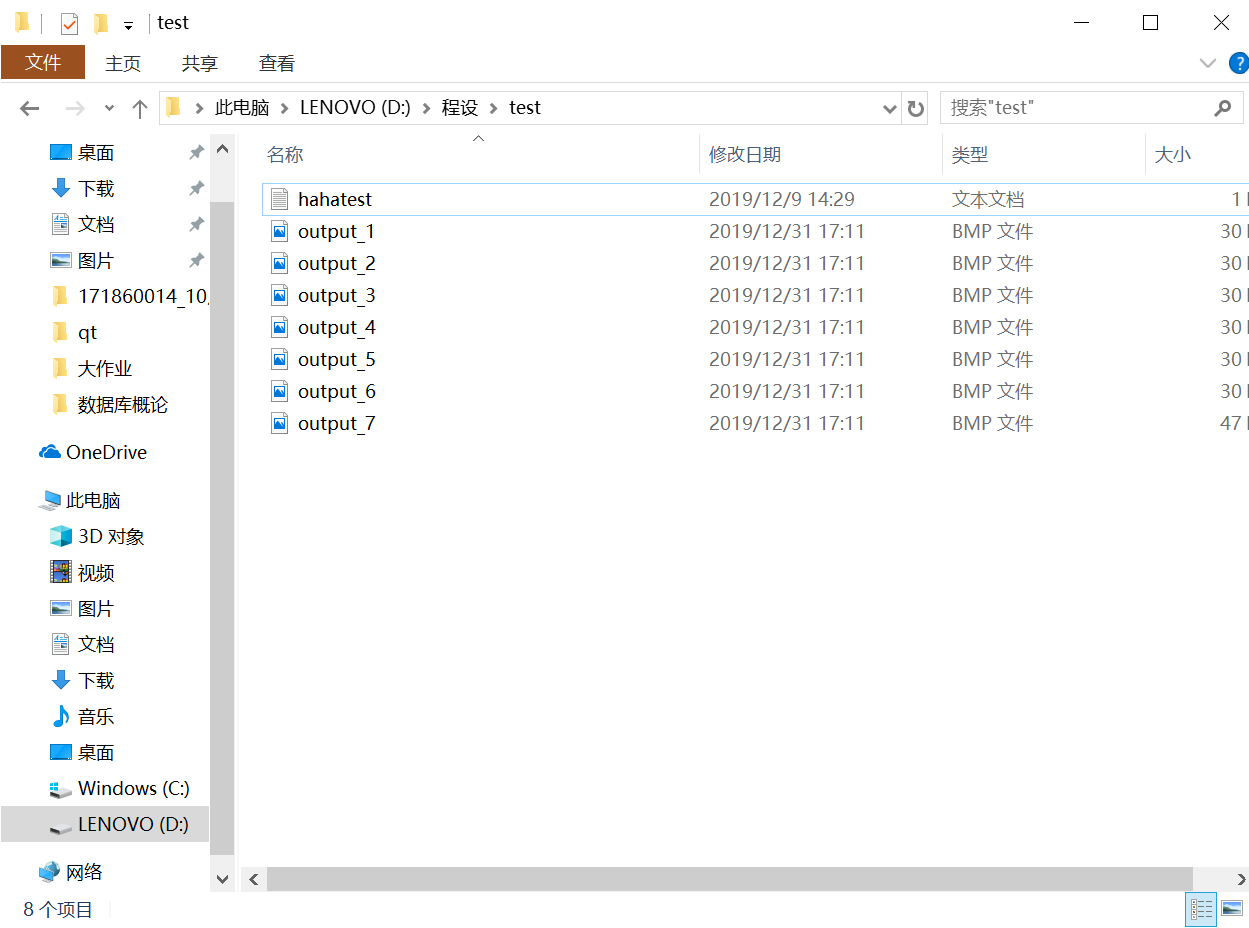 test
文件 主页 共享 查看
此电脑 LENOVO (D:) 程设 test 搜索"test"
名称 修改日期 类型 大小
桌面
下载
文档
图片
171860014_10
qt
大作业
数据库概论
OneDrive
此电脑
3D 对象
视频
图片
文档
下载
音乐
桌面
Windows (C:)
LENOVO (D:)
网络
hahatest 2019/12/9 14:29 文本文档 1
output_1 2019/12/31 17:11 BMP 文件 30
output_2 2019/12/31 17:11 BMP 文件 30
output_3 2019/12/31 17:11 BMP 文件 30
output_4 2019/12/31 17:11 BMP 文件 30
output_5 2019/12/31 17:11 BMP 文件 30
output_6 2019/12/31 17:11 BMP 文件 30
output_7 2019/12/31 17:11 BMP 文件 47
8 个项目